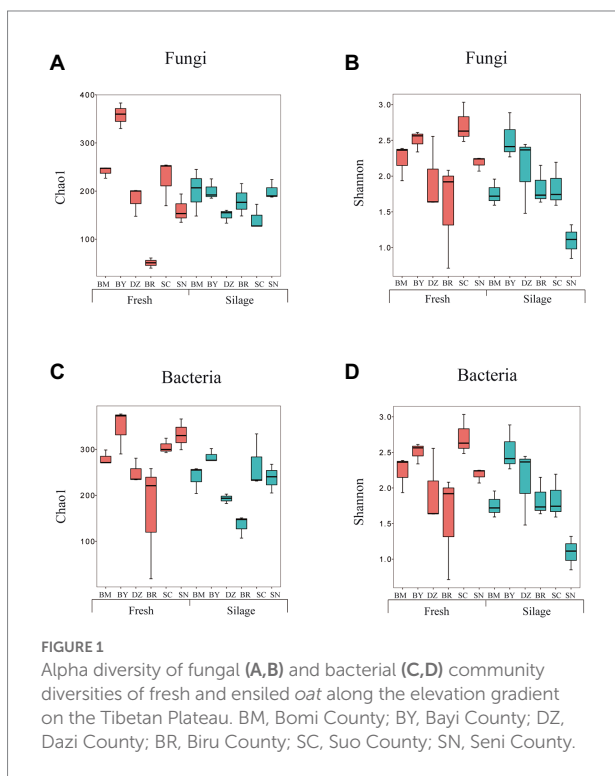 A
Fungi
Chao1
400
300
200
100
BM BY DZ BR SC SN BM BY DZ BR SC SN
Fresh Silage
B
Fungi
Shannon
3.0
2.5
2.0
1.5
1.0
BM BY DZ BR SC SN BM BY DZ BR SC SN
Fresh Silage
C
Bacteria
Chao1
300
200
100
BM BY DZ BR SC SN BM BY DZ BR SC SN
Fresh Silage
D
Bacteria
Shannon
3.0
2.5
2.0
1.5
1.0
BM BY DZ BR SC SN BM BY DZ BR SC SN
Fresh Silage
FIGURE 1
Alpha diversity of fungal (A,B) and bacterial (C,D) community
diversities of fresh and ensiled oat along the elevation gradient
on the Tibetan Plateau. BM, Bomi County; BY, Bayi County; DZ,
Dazi County; BR, Biru County; SC, Suo County; SN, Seni County.